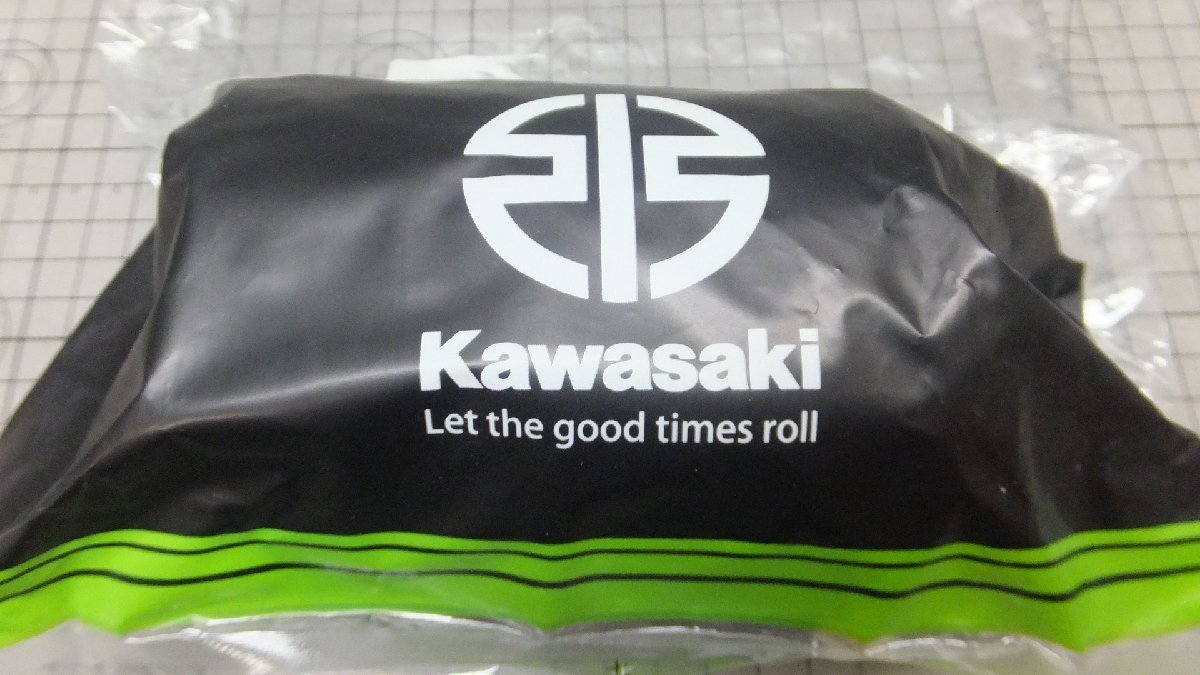 Kawasaki
Let the good times roll